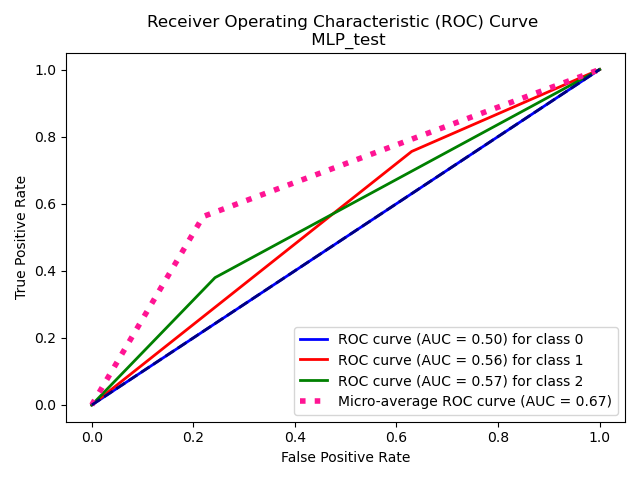 Receiver Operating Characteristic (ROC) Curve
MLP_test
True Positive Rate
1.0
0.8
0.6
0.4
0.2
0.0
ROC curve (AUC = 0.50) for class 0
ROC curve (AUC = 0.56) for class 1
ROC curve (AUC = 0.57) for class 2
Micro-average ROC curve (AUC = 0.67)
0.0 0.2 0.4 0.6 0.8 1.0
False Positive Rate